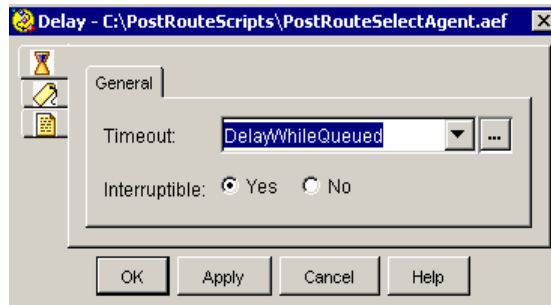 Delay - C:\PostRouteScripts\PostRouteSelectAgent.aef
General
Timeout: DelayWhileQueued ...
Interruptible: Yes No
OK Apply Cancel Help